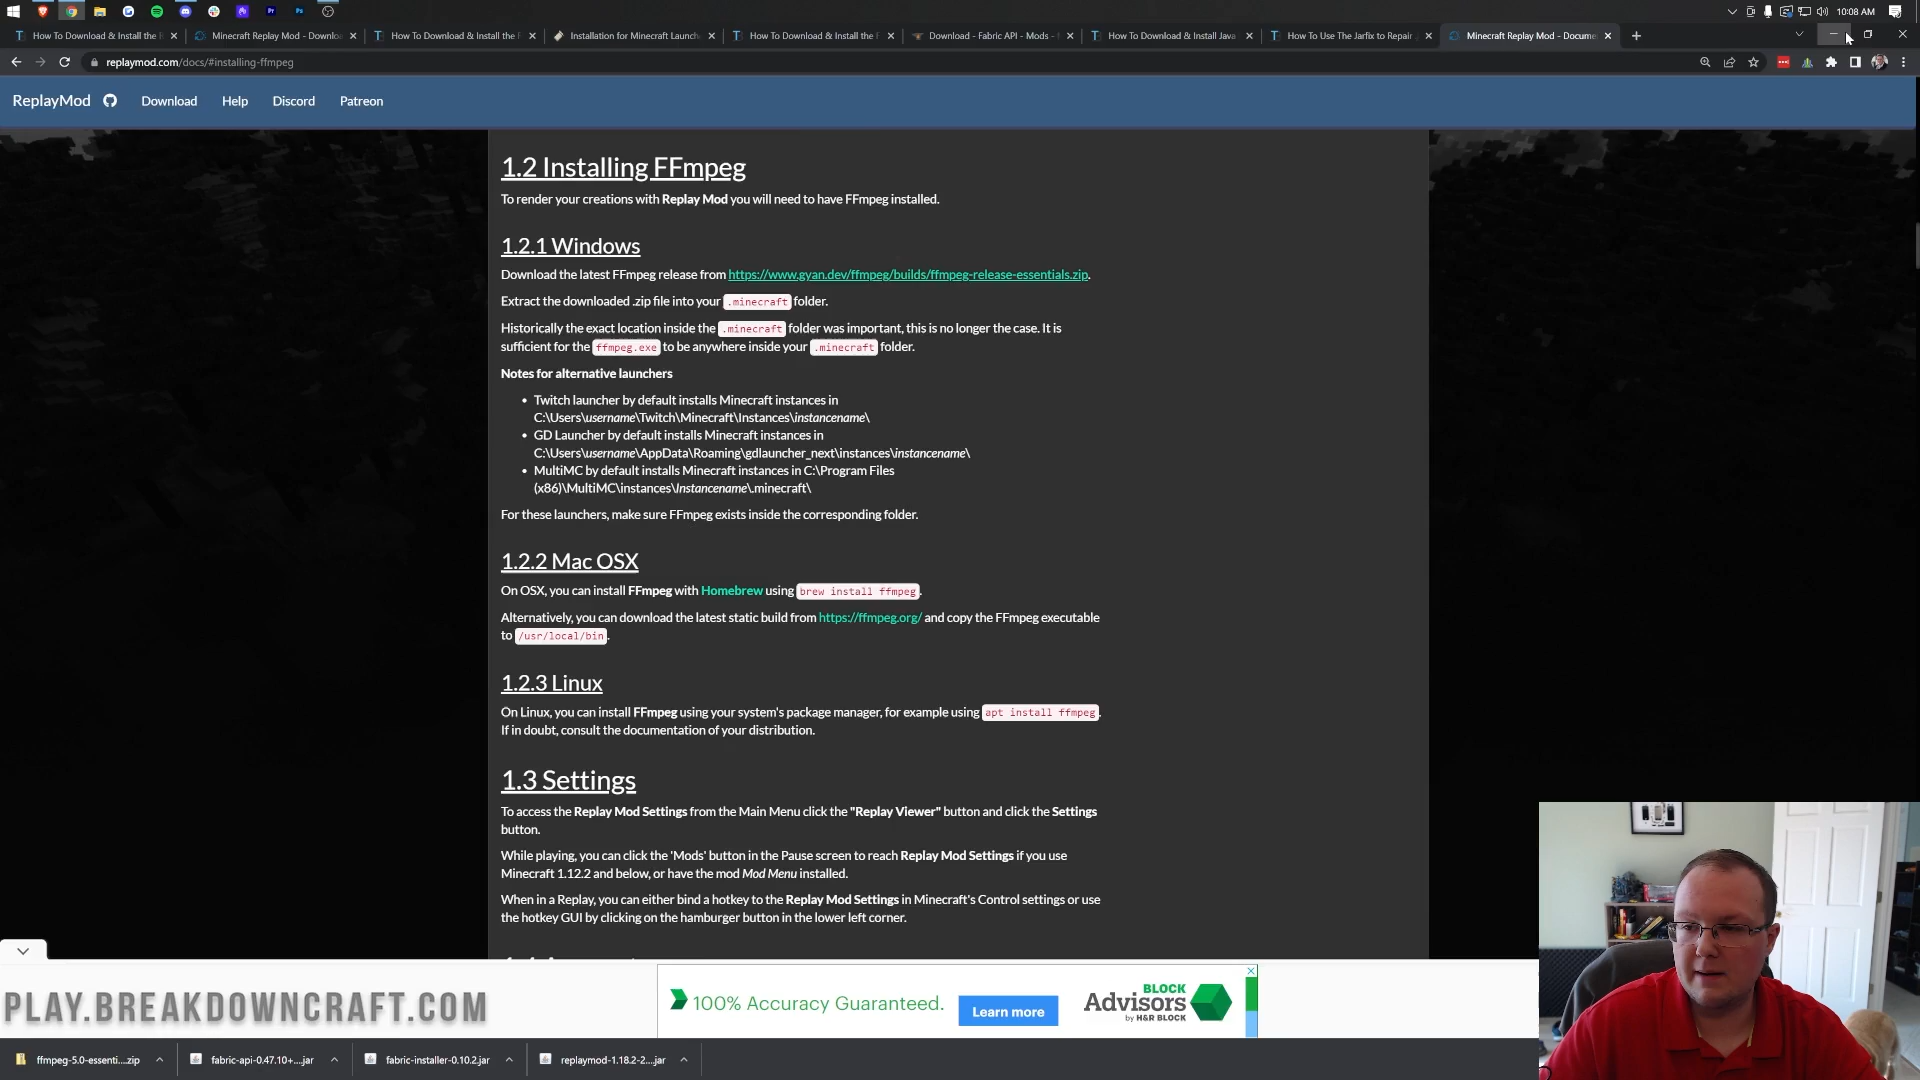 10:08 AM
How To Download & Install the F
Minecraft Replay Mod - Downloa
How To Download & Install the F
Installation for Minecraft Launch
How To Download & Install the F
Download - Fabric API - Mods -
How To Download & Install Java
How To Use The Jarfix to Repair
Minecraft Replay Mod - Docume
replaymod.com/docs/#installing-ffmpeg
ReplayMod Download Help Discord Patreon
1.2 Installing FFmpeg
To render your creations with Replay Mod you will need to have FFmpeg installed.
1.2.1 Windows
Download the latest FFmpeg release from https://www.gyan.dev/ffmpeg/builds/ffmpeg-release-essentials.zip.
Extract the downloaded .zip file into your .minecraft folder.
Historically the exact location inside the .minecraft folder was important, this is no longer the case. It is
sufficient for the ffmpeg.exe to be anywhere inside your .minecraft folder.
Notes for alternative launchers
• Twitch launcher by default installs Minecraft instances in
C:\Users\username\Twitch\Minecraft\Instances\instancename\
• GD Launcher by default installs Minecraft instances in
C:\Users\username\AppData\Roaming\gdlauncher_next\instances\instancename\
• MultiMC by default installs Minecraft instances in C:\Program Files
(x86)\MultiMC\instances\Instancename\.minecraft\
For these launchers, make sure FFmpeg exists inside the corresponding folder.
1.2.2 Mac OSX
On OSX, you can install FFmpeg with Homebrew using brew install ffmpeg.
Alternatively, you can download the latest static build from https://ffmpeg.org/ and copy the FFmpeg executable
to /usr/local/bin.
1.2.3 Linux
On Linux, you can install FFmpeg using your system's package manager, for example using apt install ffmpeg.
If in doubt, consult the documentation of your distribution.
1.3 Settings
To access the Replay Mod Settings from the Main Menu click the "Replay Viewer" button and click the Settings
button.
While playing, you can click the 'Mods' button in the Pause screen to reach Replay Mod Settings if you use
Minecraft 1.12.2 and below, or have the mod Mod Menu installed.
When in a Replay, you can either bind a hotkey to the Replay Mod Settings in Minecraft's Control settings or use
the hotkey GUI by clicking on the hamburger button in the lower left corner.
PLAY.BREAKDOWNCRAFT.COM
100% Accuracy Guaranteed.
Learn more
BLOCK
Advisors
by H&R BLOCK
ffmpeg-5.0-essenti....zip
fabric-api-0.47.10+....jar
fabric-installer-0.10.2.jar
replaymod-1.18.2-2....jar